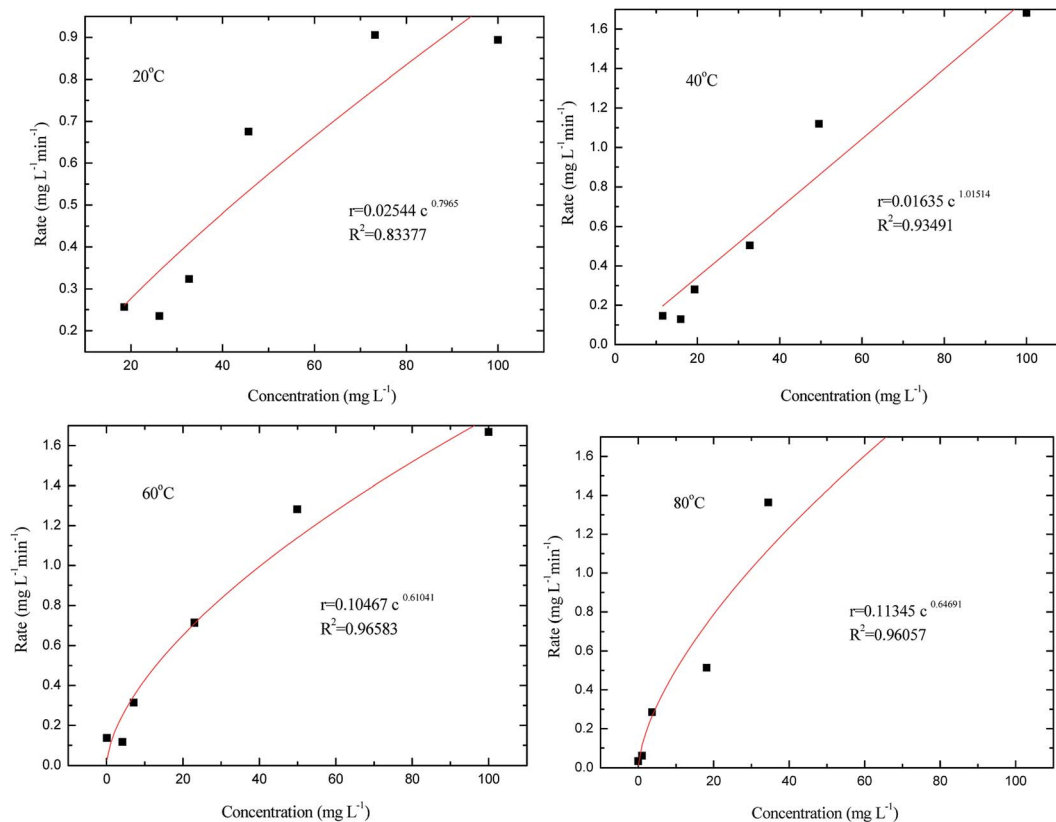 0.9
0.8
0.7
0.6
0.5
0.4
0.3
0.2
Rate (mg L⁻¹min⁻¹)
20°C
r=0.02544 c 0.7965
R²=0.83377
20 40 60 80 100
Concentration (mg L⁻¹)
1.6
1.4
1.2
1.0
0.8
0.6
0.4
0.2
0.0
Rate (mg L⁻¹min⁻¹)
40°C
r=0.01635 c 1.01514
R²=0.93491
0 20 40 60 80 100
Concentration (mg L⁻¹)
1.6
1.4
1.2
1.0
0.8
0.6
0.4
0.2
0.0
Rate (mg L⁻¹min⁻¹)
60°C
r=0.10467 c 0.61041
R²=0.96583
0 20 40 60 80 100
Concentration (mg L⁻¹)
1.6
1.4
1.2
1.0
0.8
0.6
0.4
0.2
0.0
Rate (mg L⁻¹min⁻¹)
80°C
r=0.11345 c 0.64691
R²=0.96057
0 20 40 60 80 100
Concentration (mg L⁻¹)